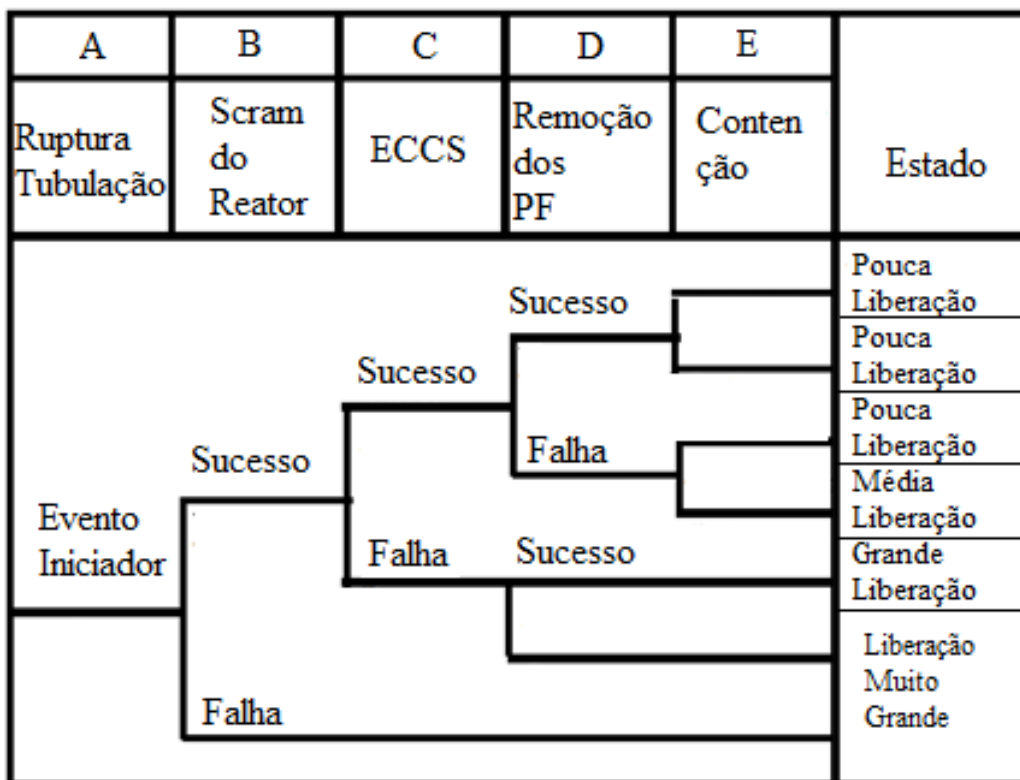 A
B
C
D
E
Ruptura
Tubulação
Scram
do
Reator
ECCS
Remoção
dos
PF
Conten
ção
Estado
Evento
Iniciador
Sucesso
Falha
Sucesso
Falha
Sucesso
Falha
Sucesso
Pouca
Liberação
Pouca
Liberação
Pouca
Liberação
Média
Liberação
Grande
Liberação
Liberação
Muito
Grande